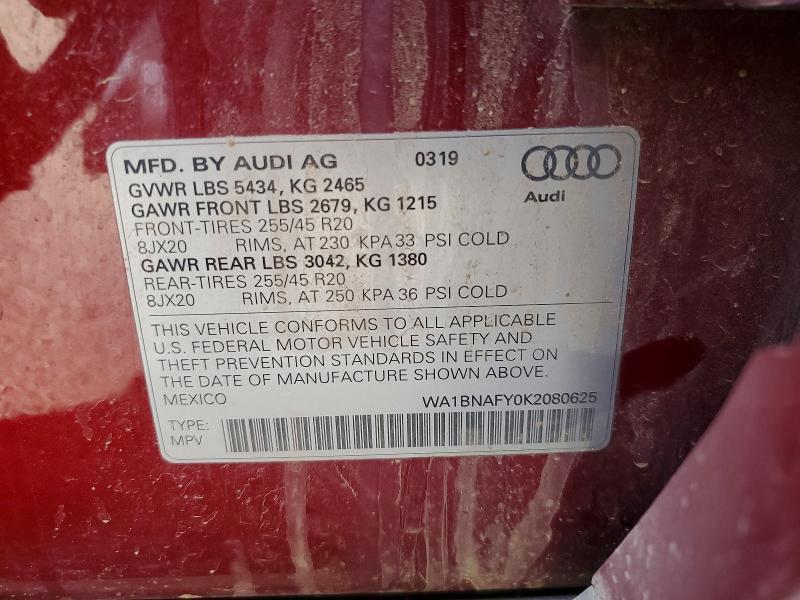 MFD. BY AUDI AG 0319
GVWR LBS 5434, KG 2465
GAWR FRONT LBS 2679, KG 1215
Audi
FRONT-TIRES 255/45 R20
8JX20 RIMS, AT 230 KPA 33 PSI COLD
GAWR REAR LBS 3042, KG 1380
REAR-TIRES 255/45 R20
8JX20 RIMS, AT 250 KPA 36 PSI COLD
THIS VEHICLE CONFORMS TO ALL APPLICABLE
U.S. FEDERAL MOTOR VEHICLE SAFETY AND
THEFT PREVENTION STANDARDS IN EFFECT ON
THE DATE OF MANUFACTURE SHOWN ABOVE.
MEXICO WA1BNAFY0K2080625
TYPE:
MPV